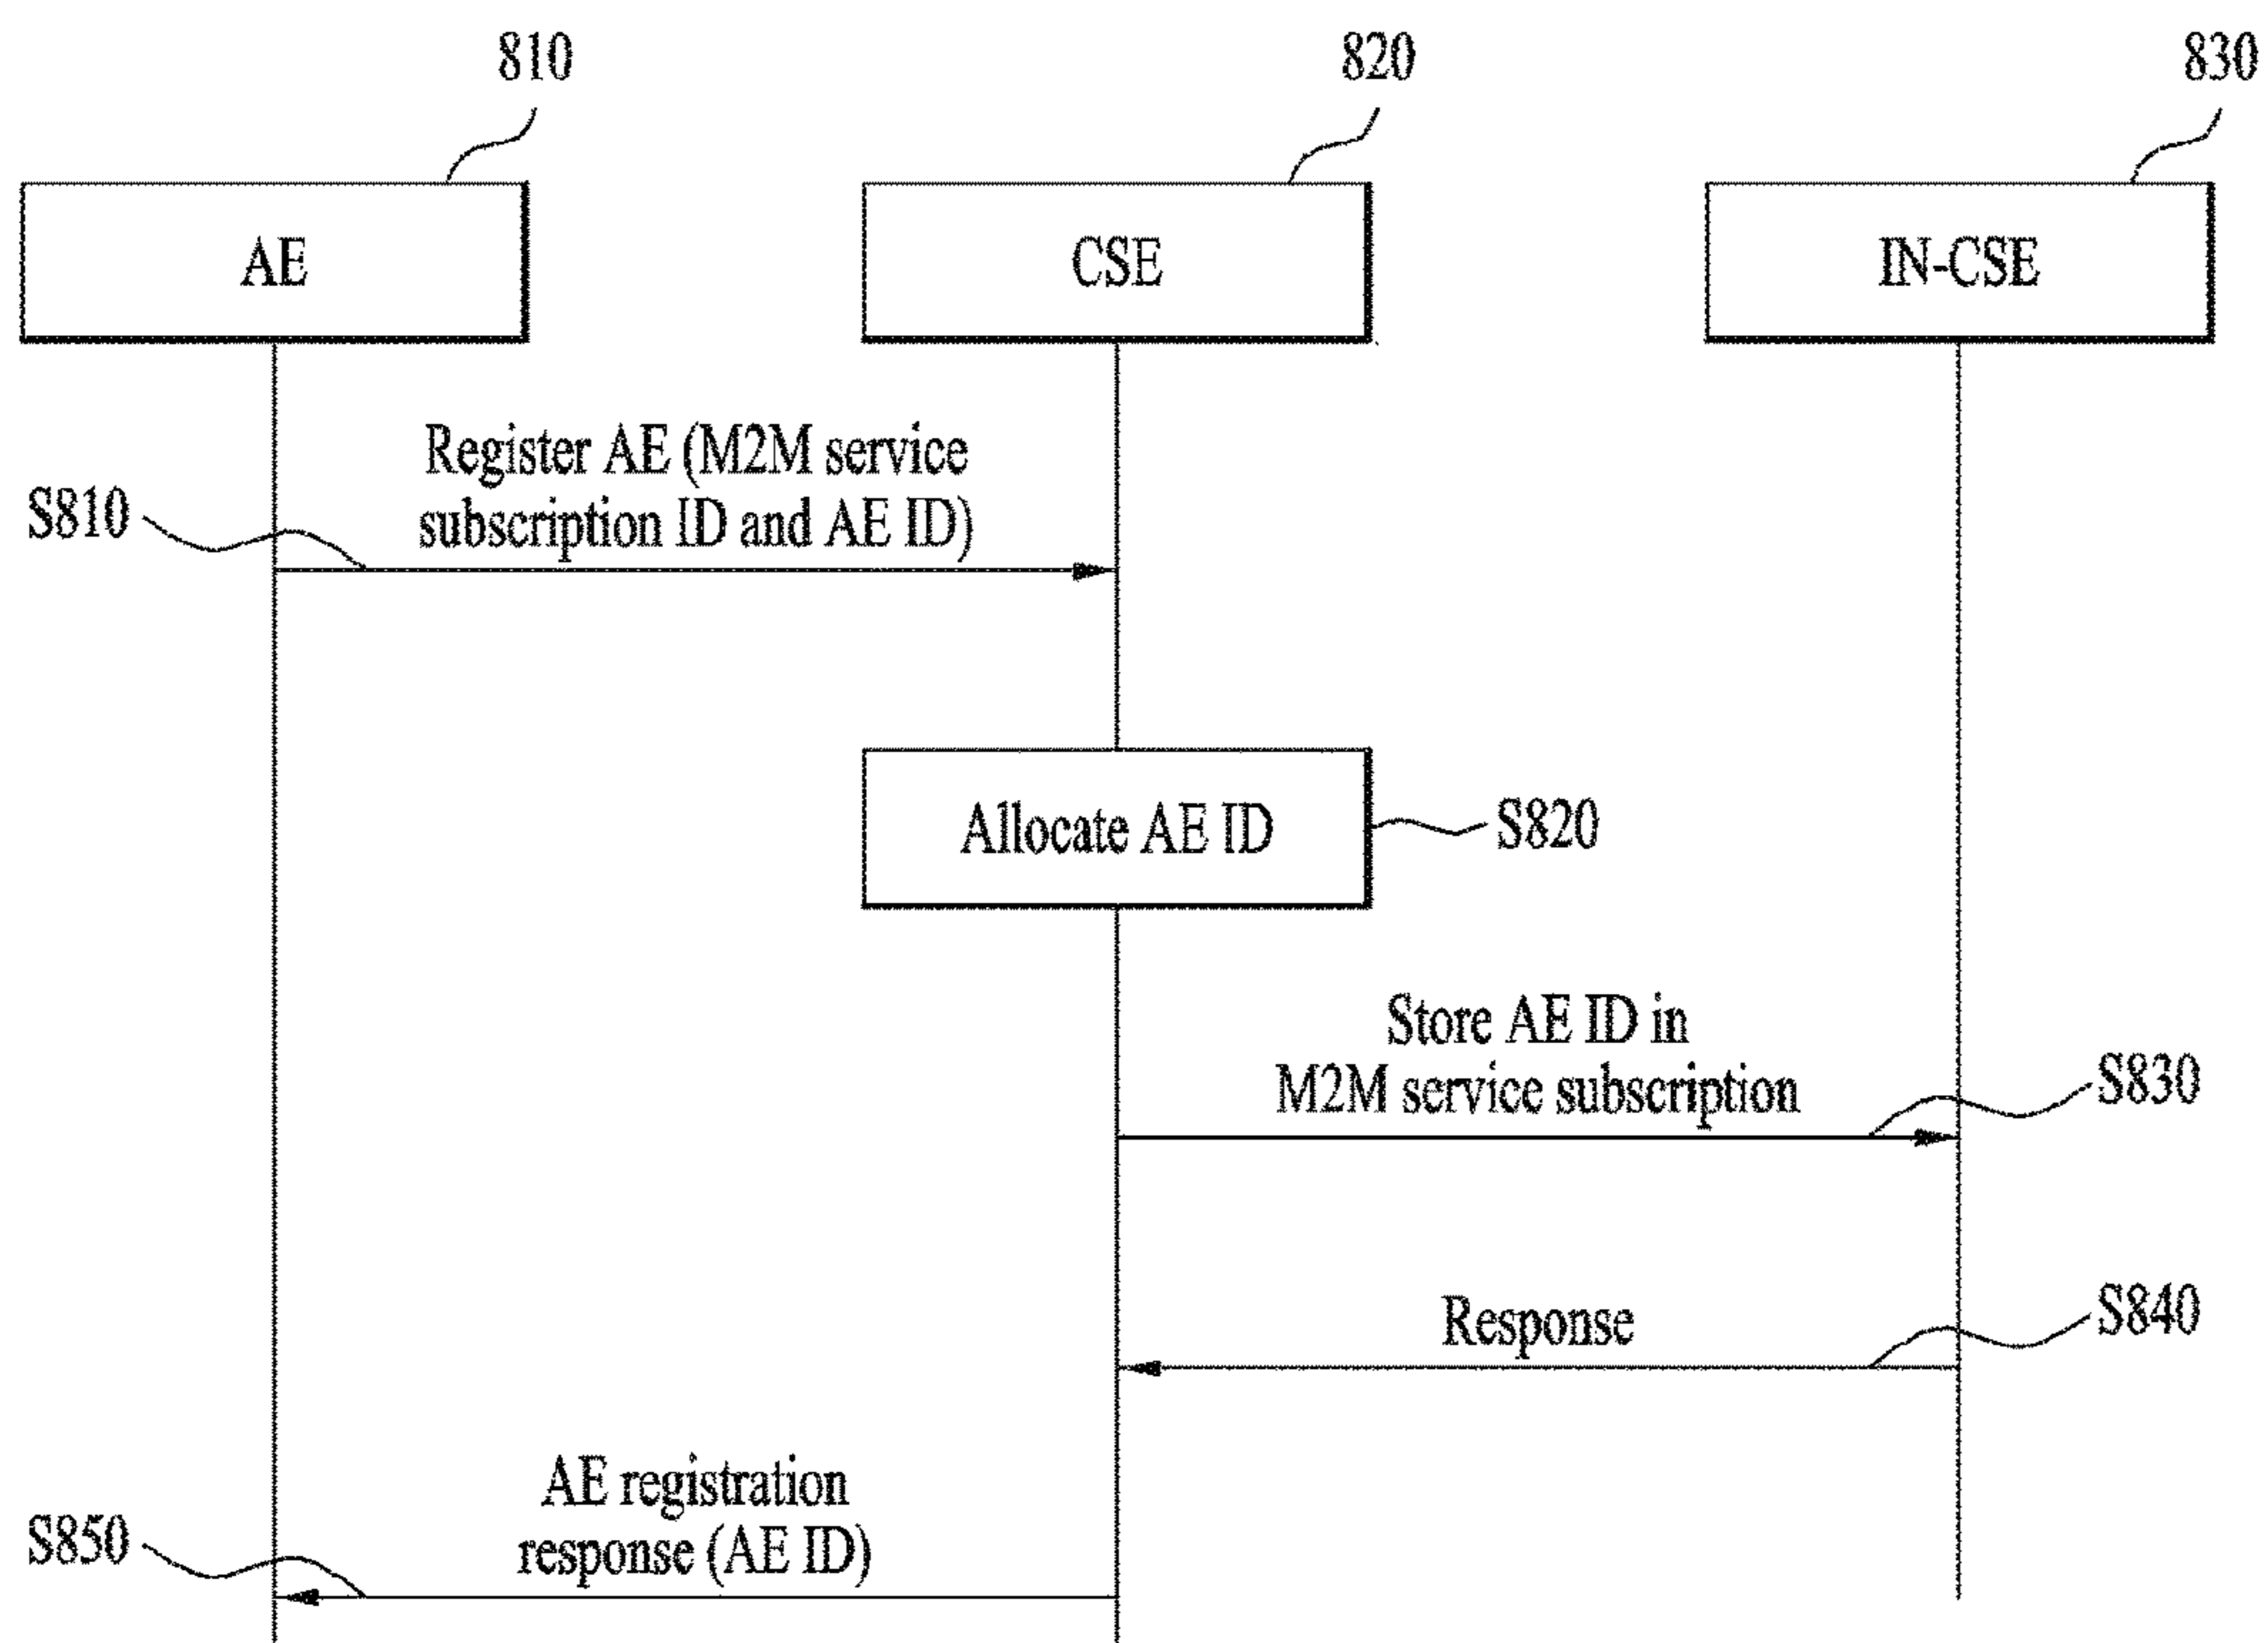 810
820
830
AE
CSE
IN-CSE
Register AE (M2M service
subscription ID and AE ID)
S810
Allocate AE ID
S820
Store AE ID in
M2M service subscription
S830
Response
S840
AE registration
response (AE ID)
S850